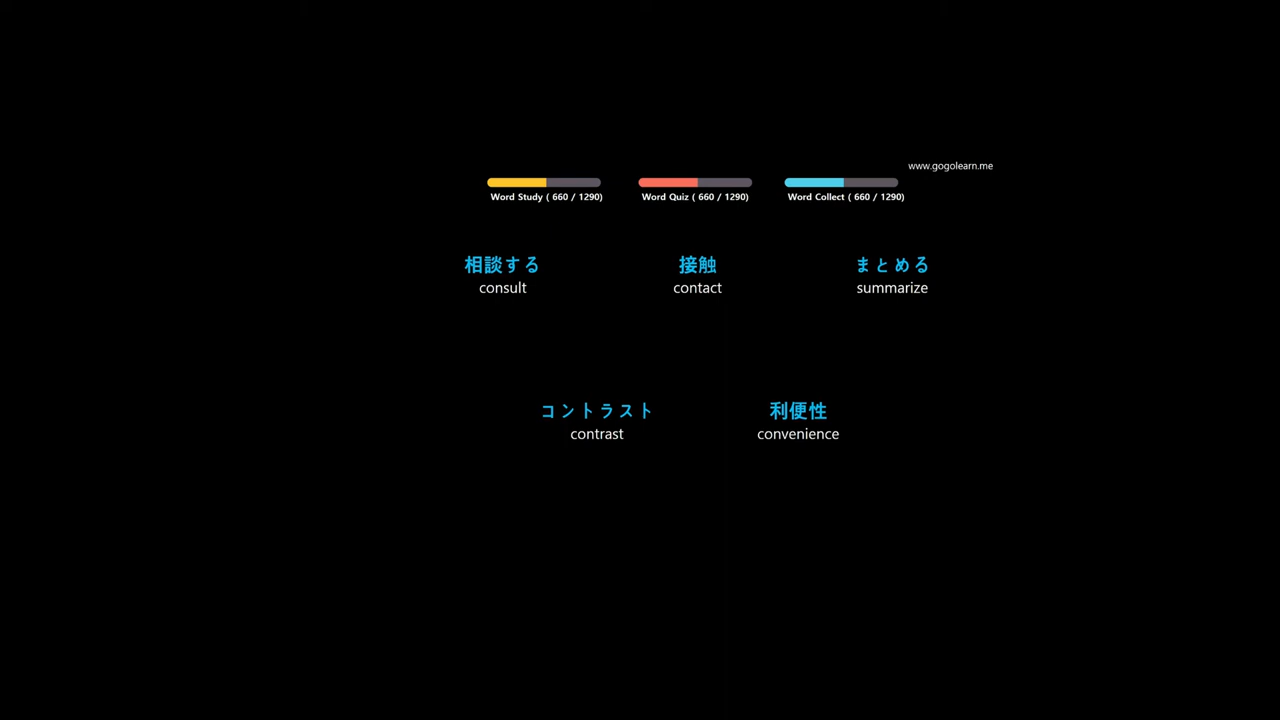 www.gogolearn.me
Word Study ( 660 / 1290)
Word Quiz ( 660 / 1290)
Word Collect ( 660 / 1290)
相談する
consult
接触
contact
まとめる
summarize
コントラスト
contrast
利便性
convenience